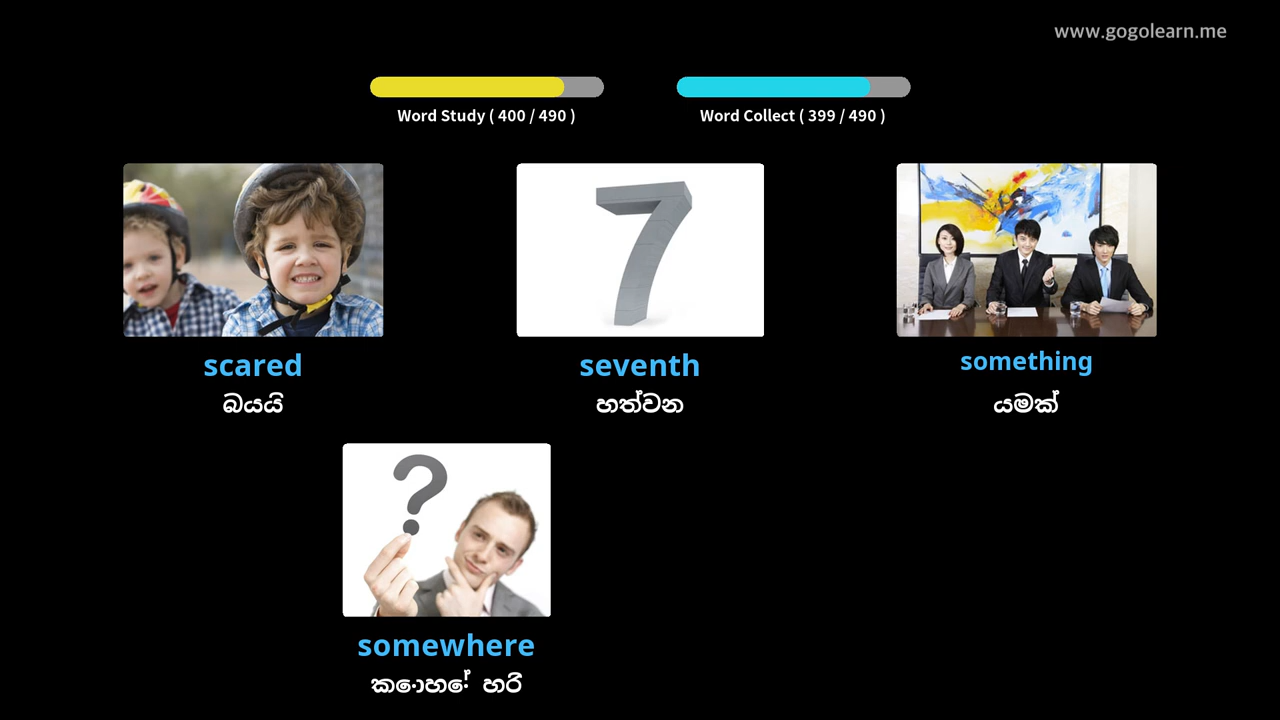 www.gogolearn.me
Word Study ( 400 / 490 )
Word Collect ( 399 / 490 )
7
scared
seventh
something
බයයි
හත්වන
යමක්
?
somewhere
කොහේ හරි